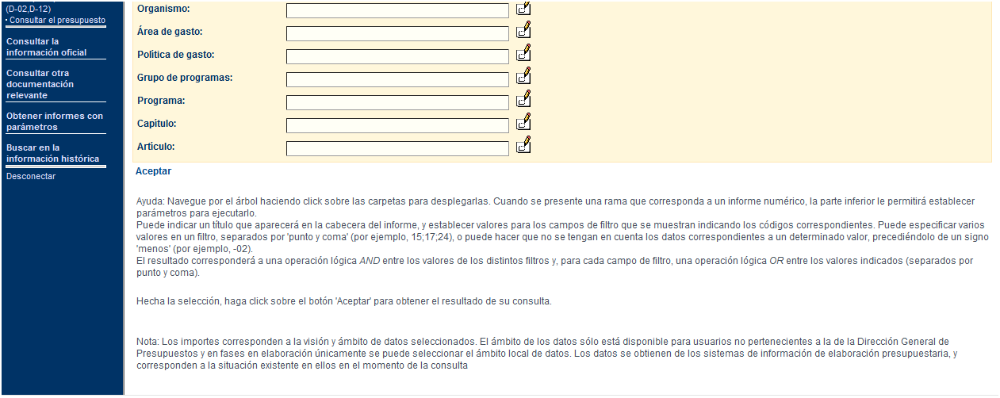 (D-02,D-12)
· Consultar el presupuesto
Consultar la
información oficial
Consultar otra
documentación
relevante
Obtener informes con
parámetros
Buscar en la
información histórica
Desconectar
Organismo:
Área de gasto:
Política de gasto:
Grupo de programas:
Programa:
Capítulo:
Artículo:
Aceptar
Ayuda: Navegue por el árbol haciendo click sobre las carpetas para desplegarlas. Cuando se presente una rama que corresponda a un informe numérico, la parte inferior le permitirá establecer
parámetros para ejecutarlo.
Puede indicar un título que aparecerá en la cabecera del informe, y establecer valores para los campos de filtro que se muestran indicando los códigos correspondientes. Puede especificar varios
valores en un filtro, separados por 'punto y coma' (por ejemplo, 15;17;24), o puede hacer que no se tengan en cuenta los datos correspondientes a un determinado valor, precediéndolo de un signo
'menos' (por ejemplo, -02).
El resultado corresponderá a una operación lógica AND entre los valores de los distintos filtros y, para cada campo de filtro, una operación lógica OR entre los valores indicados (separados por
punto y coma).
Hecha la selección, haga click sobre el botón 'Aceptar' para obtener el resultado de su consulta.
Nota: Los importes corresponden a la visión y ámbito de datos seleccionados. El ámbito de los datos sólo está disponible para usuarios no pertenecientes a la de la Dirección General de
Presupuestos y en fases en elaboración únicamente se puede seleccionar el ámbito local de datos. Los datos se obtienen de los sistemas de información de elaboración presupuestaria, y
corresponden a la situación existente en ellos en el momento de la consulta